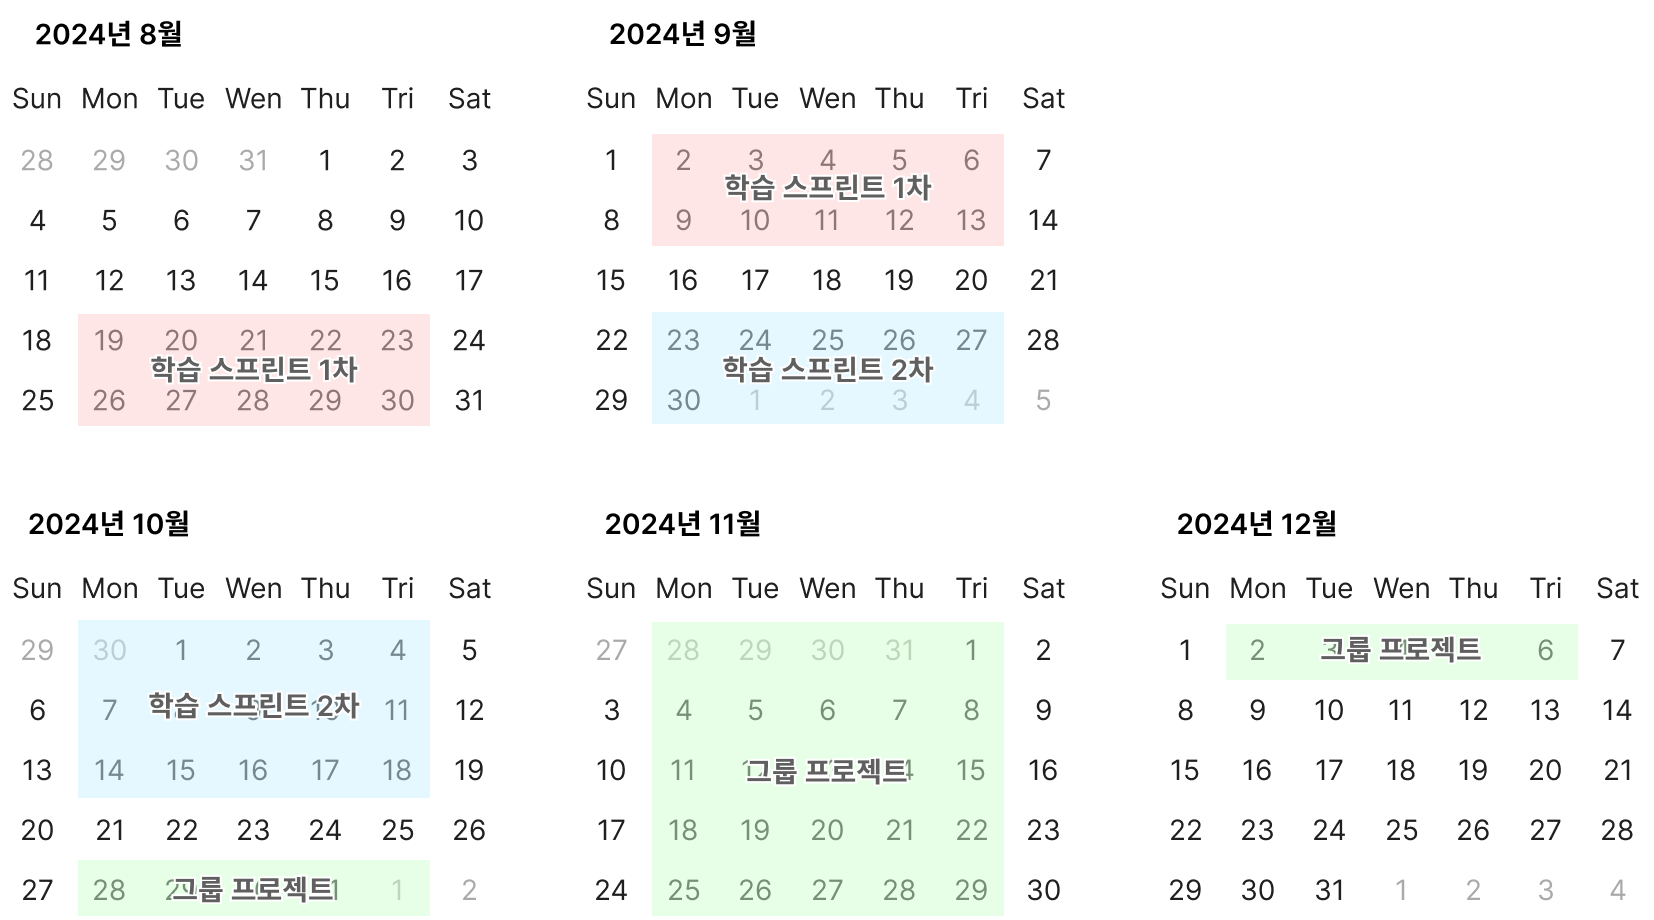 2024년 8월
Sun Mon Tue Wen Thu Tri Sat
28 29 30 31 1 2 3
4 5 6 7 8 9 10
11 12 13 14 15 16 17
18 19 20 21 22 23 24
학습 스프린트 1차
25 26 27 28 29 30 31
2024년 9월
Sun Mon Tue Wen Thu Tri Sat
1 2 3 4 5 6 7
학습 스프린트 1차
8 9 10 11 12 13 14
15 16 17 18 19 20 21
22 23 24 25 26 27 28
학습 스프린트 2차
29 30 1 2 3 4 5
2024년 10월
Sun Mon Tue Wen Thu Tri Sat
29 30 1 2 3 4 5
6 7 학습 스프린트 2차 11 12
13 14 15 16 17 18 19
20 21 22 23 24 25 26
27 28 그룹 프로젝트 1 2
2024년 11월
Sun Mon Tue Wen Thu Tri Sat
27 28 29 30 31 1 2
3 4 5 6 7 8 9
10 11 그룹 프로젝트 15 16
17 18 19 20 21 22 23
24 25 26 27 28 29 30
2024년 12월
Sun Mon Tue Wen Thu Tri Sat
1 2 그룹 프로젝트 6 7
8 9 10 11 12 13 14
15 16 17 18 19 20 21
22 23 24 25 26 27 28
29 30 31 1 2 3 4